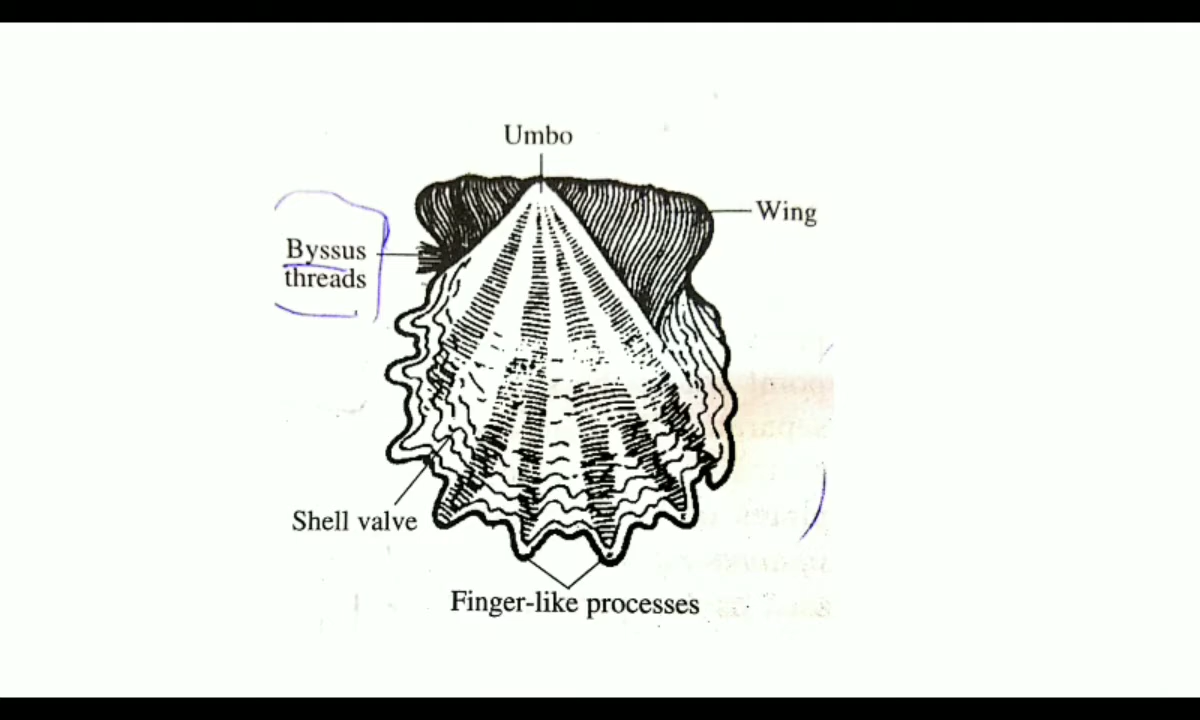 Umbo
Wing
Byssus
threads
Shell valve
Finger-like processes